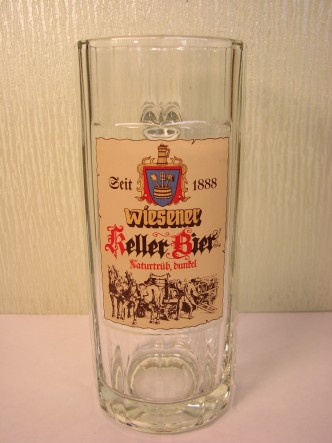 Seit 1888
Wiesener
Keller Bier
Naturtrüb, dunkel